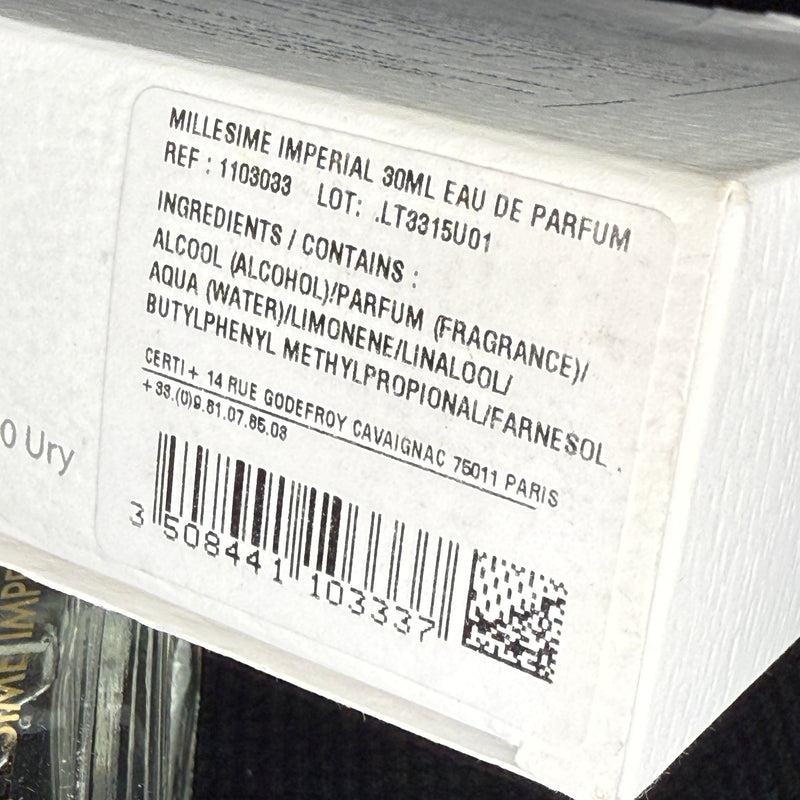 MILLESIME IMPERIAL 30ML EAU DE PARFUM
REF : 1103033 LOT: .LT3315U01
INGREDIENTS / CONTAINS :
ALCOOL (ALCOHOL)/PARFUM (FRAGRANCE)/
AQUA (WATER)/LIMONENE/LINALOOL/
BUTYLPHENYL METHYLPROPIONAL/FARNESOL .
CERTI+ 14 RUE GODEFROY CAVAIGNAC 75011 PARIS
+33.(0)9.81.07.85.03
0 Ury
3 508441 103337